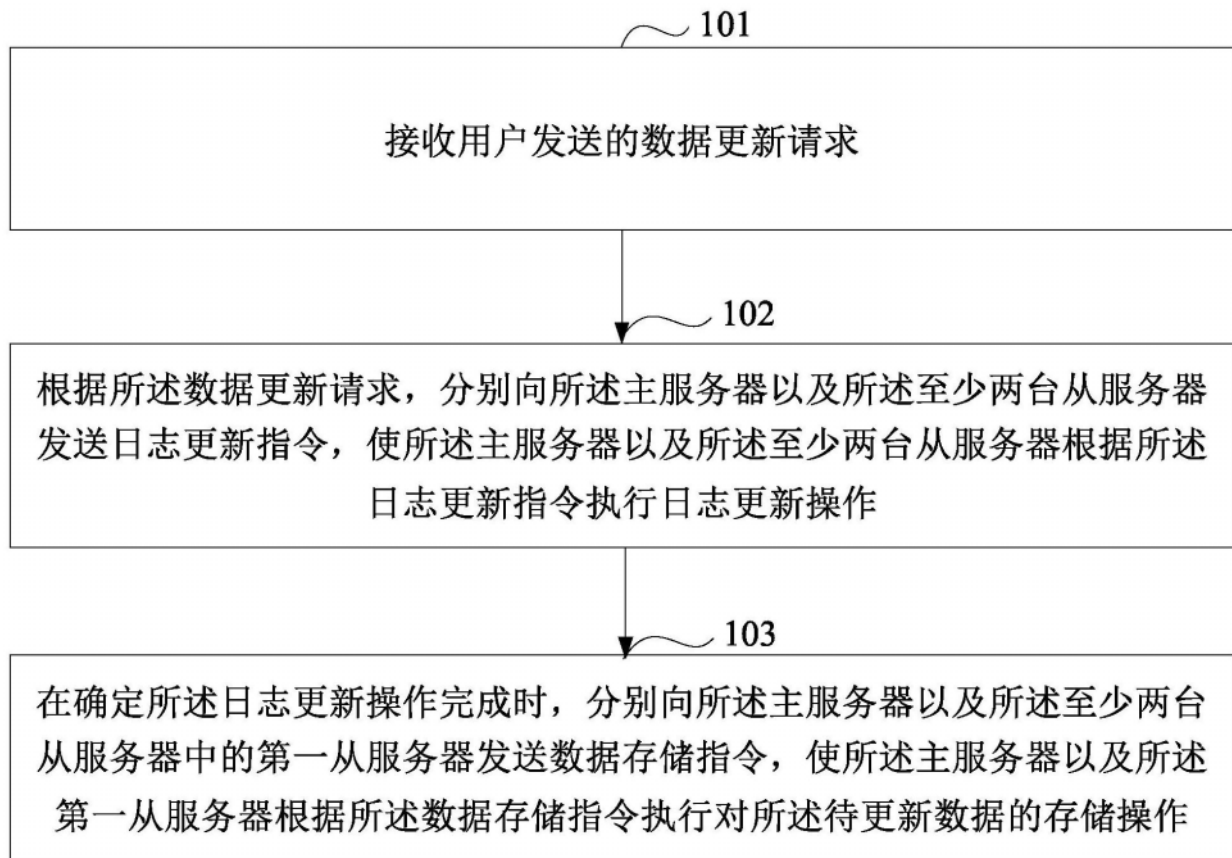 101
接收用户发送的数据更新请求
102
根据所述数据更新请求，分别向所述主服务器以及所述至少两台从服务器
发送日志更新指令，使所述主服务器以及所述至少两台从服务器根据所述
日志更新指令执行日志更新操作
103
在确定所述日志更新操作完成时，分别向所述主服务器以及所述至少两台
从服务器中的第一从服务器发送数据存储指令，使所述主服务器以及所述
第一从服务器根据所述数据存储指令执行对所述待更新数据的存储操作